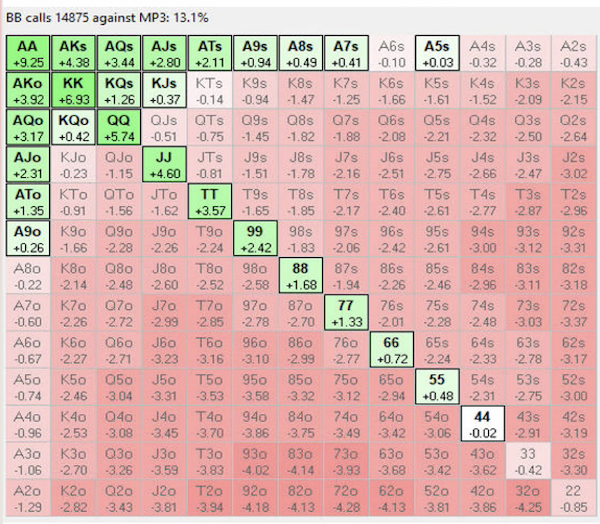 BB calls 14875 against MP3: 13.1%
AA AKs AQs AJs ATs A9s A8s A7s A6s A5s A4s A3s A2s
+9.25 +4.38 +3.44 +2.80 +2.11 +0.94 +0.49 +0.41 -0.10 +0.03 -0.32 -0.28 -0.43
AKo KK KQs KJs KTs K9s K8s K7s K6s K5s K4s K3s K2s
+3.92 +6.93 +1.26 +0.37 -0.14 -0.94 -1.47 -1.25 -1.66 -1.61 -1.52 -2.09 -2.15
AQo KQo QQ QJs QTs Q9s Q8s Q7s Q6s Q5s Q4s Q3s Q2s
+3.17 +0.42 +5.74 -0.51 -0.75 -1.45 -1.82 -1.88 -2.08 -2.21 -2.32 -2.50 -2.64
AJo KJo QJo JJ JTs J9s J8s J7s J6s J5s J4s J3s J2s
+2.31 -0.23 -1.15 +4.60 -0.81 -1.51 -1.78 -2.16 -2.51 -2.75 -2.66 -2.47 -3.02
ATo KTo QTo JTo TT T9s T8s T7s T6s T5s T4s T3s T2s
+1.35 -0.91 -1.56 -1.62 +3.57 -1.65 -1.85 -2.17 -2.40 -2.61 -2.77 -2.87 -2.96
A9o K9o Q9o J9o T9o 99 98s 97s 96s 95s 94s 93s 92s
+0.26 -1.66 -2.28 -2.26 -2.24 +2.42 -1.83 -2.06 -2.42 -2.61 -3.00 -3.12 -3.31
A8o K8o Q8o J8o T8o 98o 88 87s 86s 85s 84s 83s 82s
-0.22 -2.14 -2.48 -2.60 -2.52 -2.58 +1.68 -1.94 -2.26 -2.46 -2.96 -3.11 -3.18
A7o K7o Q7o J7o T7o 97o 87o 77 76s 75s 74s 73s 72s
-0.60 -2.26 -2.72 -2.99 -2.85 -2.78 -2.70 +1.33 -2.01 -2.28 -2.48 -3.03 -3.37
A6o K6o Q6o J6o T6o 96o 86o 76o 66 65s 64s 63s 62s
-0.67 -2.27 -2.71 -3.23 -3.16 -3.10 -2.99 -2.77 +0.72 -2.24 -2.33 -2.78 -3.17
A5o K5o Q5o J5o T5o 95o 85o 75o 65o 55 54s 53s 52s
-0.74 -2.46 -3.04 -3.31 -3.53 -3.58 -3.32 -3.12 -2.94 +0.48 -2.31 -2.75 -3.00
A4o K4o Q4o J4o T4o 94o 84o 74o 64o 54o 44 43s 42s
-0.96 -2.53 -3.08 -3.45 -3.70 -3.86 -3.75 -3.49 -3.42 -3.06 -0.02 -2.91 -3.19
A3o K3o Q3o J3o T3o 93o 83o 73o 63o 53o 43o 33 32s
-1.06 -2.70 -3.26 -3.59 -3.83 -4.02 -4.14 -3.93 -3.68 -3.42 -3.62 -0.42 -3.30
A2o K2o Q2o J2o T2o 92o 82o 72o 62o 52o 42o 32o 22
-1.29 -2.82 -3.43 -3.81 -3.94 -4.18 -4.13 -4.28 -4.13 -3.81 -3.86 -4.25 -0.85